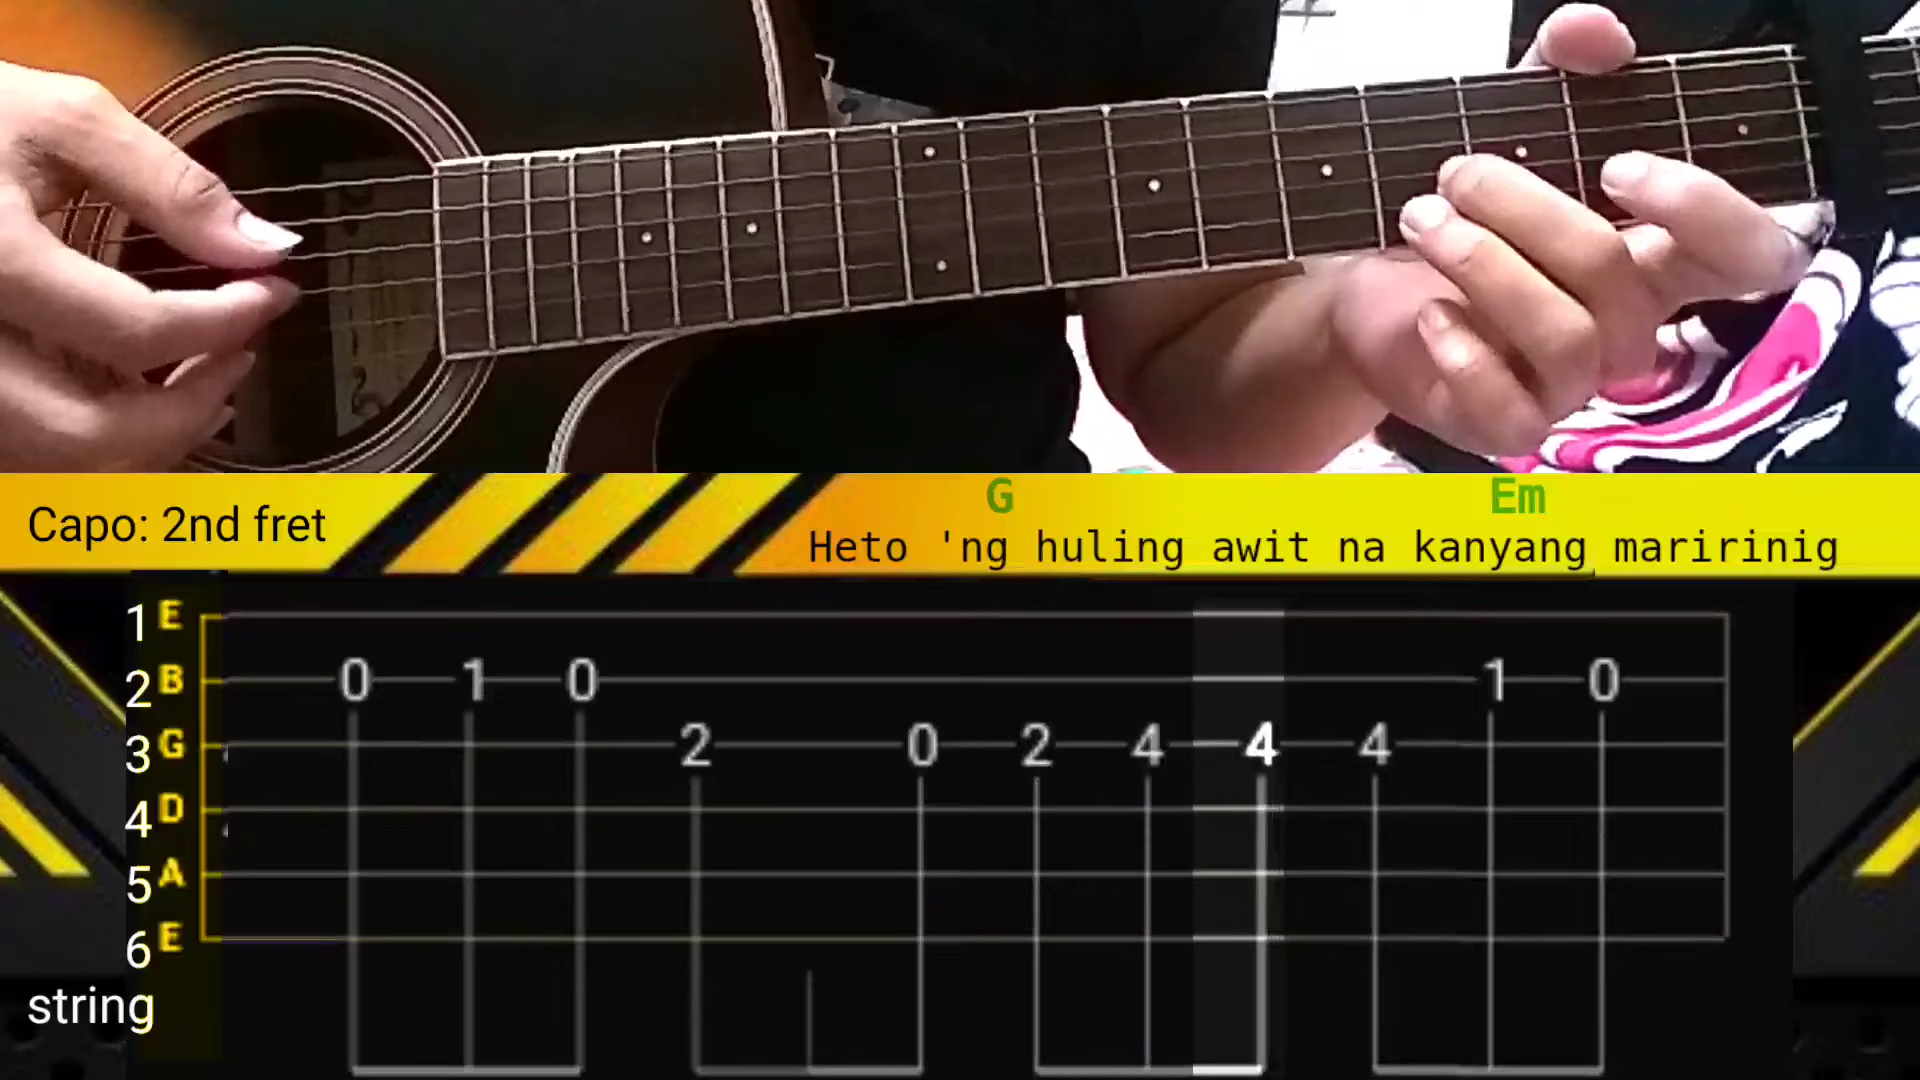 Capo: 2nd fret
G Em
Heto 'ng huling awit na kanyang maririnig
1 E
2 B 0 1 0 1 0
3 G 2 0 2 4 4 4
4 D
5 A
6 E
string